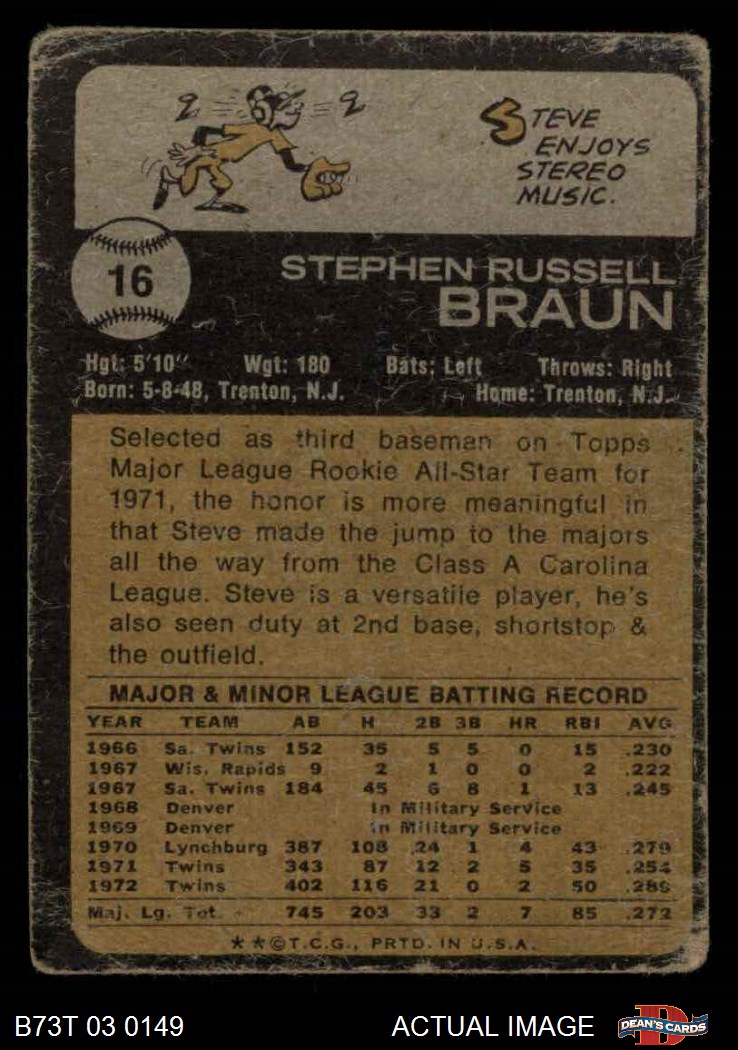 STEVE
ENJOYS
STEREO
MUSIC.
16
STEPHEN RUSSELL
BRAUN
Hgt: 5'10" Wgt: 180 Bats: Left Throws: Right
Born: 5-8-48, Trenton, N.J. Home: Trenton, N.J.
Selected as third baseman on Topps
Major League Rookie All-Star Team for
1971, the honor is more meaningful in
that Steve made the jump to the majors
all the way from the Class A Carolina
League. Steve is a versatile player, he's
also seen duty at 2nd base, shortstop &
the outfield.
MAJOR & MINOR LEAGUE BATTING RECORD
YEAR TEAM AB H 2B 3B HR RBI AVG
1966 Sa. Twins 152 35 5 5 0 15 .230
1967 Wis. Rapids 9 2 1 0 0 2 .222
1967 Sa. Twins 184 45 6 8 1 13 .245
1968 Denver In Military Service
1969 Denver In Military Service
1970 Lynchburg 387 108 24 1 4 43 .279
1971 Twins 343 87 12 2 5 35 .254
1972 Twins 402 116 21 0 2 50 .289
Maj. Lg. Tot. 745 203 33 2 7 85 .272
**©T.C.G., PRTD. IN U.S.A.
B73T 03 0149 ACTUAL IMAGE DEAN'S CARDS